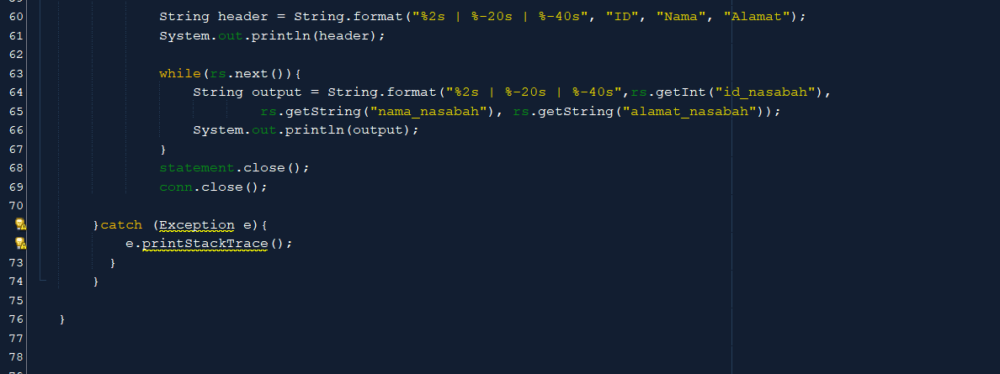 60 String header = String.format("%2s | %-20s | %-40s", "ID", "Nama", "Alamat");
61 System.out.println(header);
62
63 while(rs.next()){
64 String output = String.format("%2s | %-20s | %-40s",rs.getInt("id_nasabah"),
65 rs.getString("nama_nasabah"), rs.getString("alamat_nasabah"));
66 System.out.println(output);
67 }
68 statement.close();
69 conn.close();
70
}catch (Exception e){
e.printStackTrace();
73 }
74 }
75
76 }
77
78